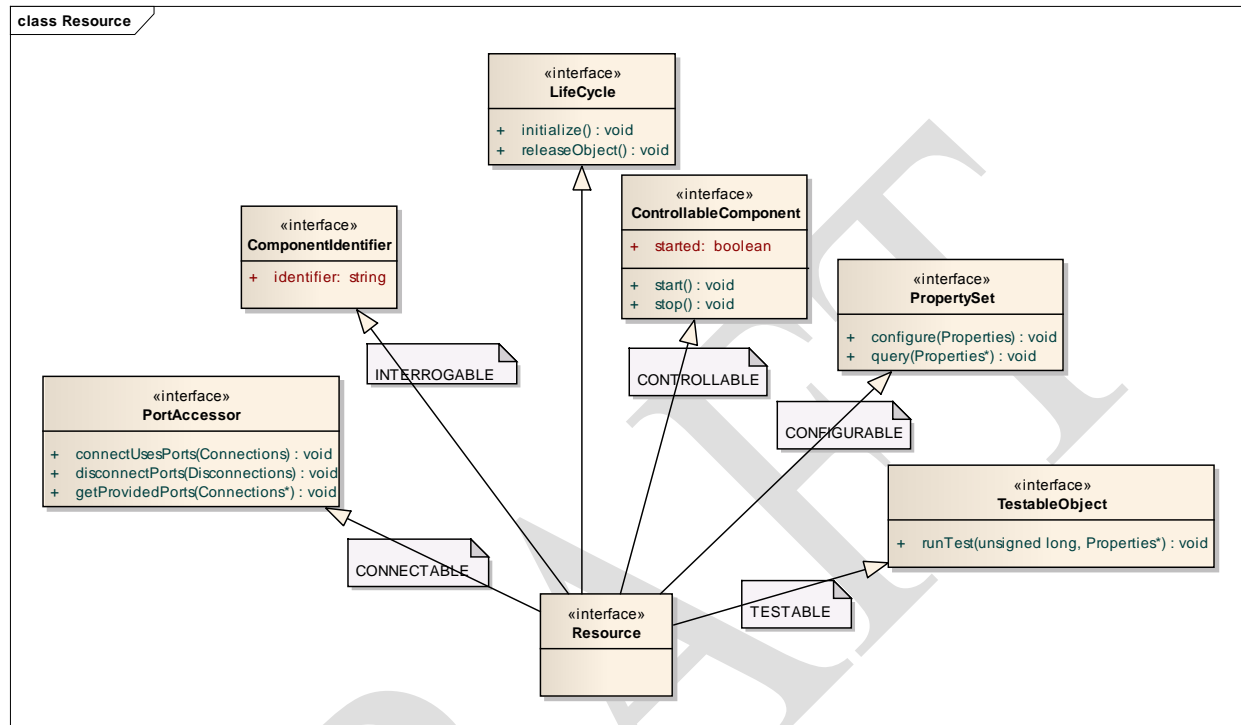 class Resource
«interface»
LifeCycle
+ initialize() : void
+ releaseObject() : void
«interface»
ControllableComponent
+ started: boolean
+ start() : void
+ stop() : void
«interface»
ComponentIdentifier
+ identifier: string
«interface»
PropertySet
+ configure(Properties) : void
+ query(Properties*) : void
INTERROGABLE
CONTROLLABLE
«interface»
PortAccessor
+ connectUsesPorts(Connections) : void
+ disconnectPorts(Disconnections) : void
+ getProvidedPorts(Connections*) : void
CONFIGURABLE
«interface»
TestableObject
+ runTest(unsigned long, Properties*) : void
CONNECTABLE
TESTABLE
«interface»
Resource
DRAFT